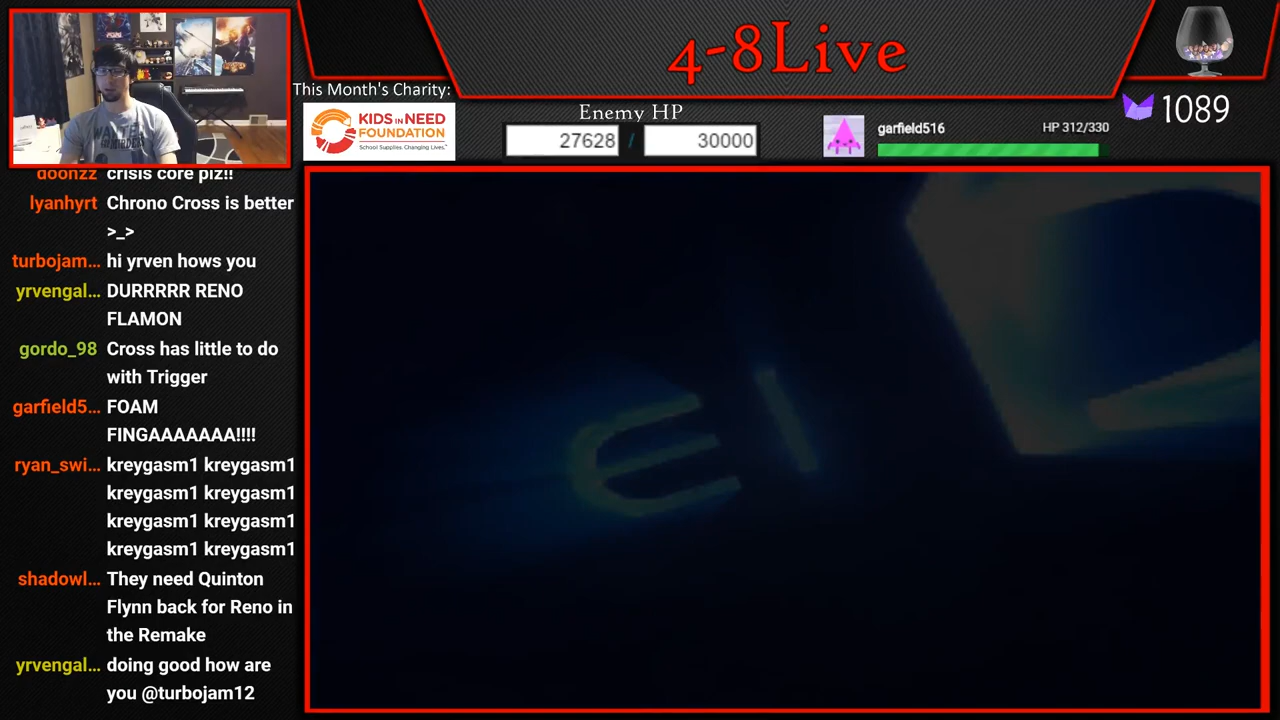 4-8Live
This Month's Charity:
KIDS IN NEED
FOUNDATION
School Supplies. Changing Lives.
Enemy HP
27628 / 30000
garfield516
HP 312/330
1089
doonzz crisis core plz!!
lyanhyrt Chrono Cross is better
>_>
turbojam… hi yrven hows you
yrvengal… DURRRRR RENO
FLAMON
gordo_98 Cross has little to do
with Trigger
garfield5… FOAM
FINGAAAAAAA!!!!
ryan_swi… kreygasm1 kreygasm1
kreygasm1 kreygasm1
kreygasm1 kreygasm1
kreygasm1 kreygasm1
shadowl… They need Quinton
Flynn back for Reno in
the Remake
yrvengal… doing good how are
you @turbojam12